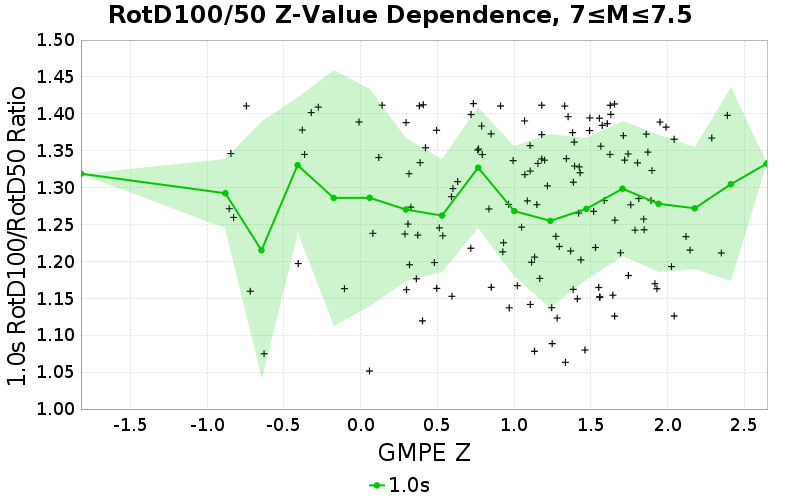 RotD100/50 Z-Value Dependence, 7≤M≤7.5
1.0s RotD100/RotD50 Ratio
1.50
1.45
1.40
1.35
1.30
1.25
1.20
1.15
1.10
1.05
1.00
-1.5 -1.0 -0.5 0.0 0.5 1.0 1.5 2.0 2.5
GMPE Z
1.0s